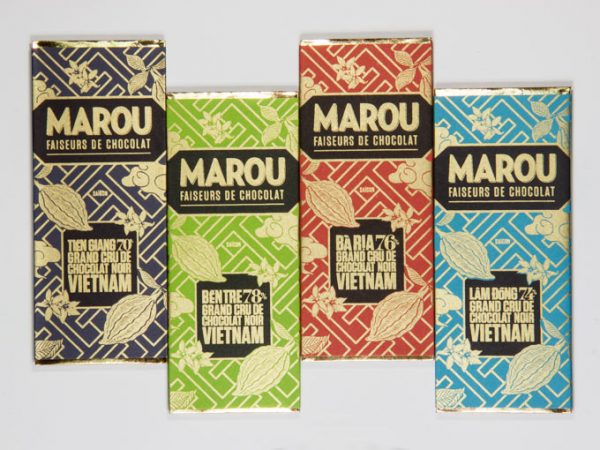 MAROU
FAISEURS DE CHOCOLAT
SAIGON
TIEN GIANG 70%
GRAND CRU DE
CHOCOLAT NOIR
VIETNAM
MAROU
FAISEURS DE CHOCOLAT
SAIGON
BEN TRE 78%
GRAND CRU DE
CHOCOLAT NOIR
VIETNAM
MAROU
FAISEURS DE CHOCOLAT
SAIGON
BÀ RIA 76%
GRAND CRU DE
CHOCOLAT NOIR
VIETNAM
MAROU
FAISEURS DE CHOCOLAT
SAIGON
LAM ĐỒNG 74%
GRAND CRU DE
CHOCOLAT NOIR
VIETNAM